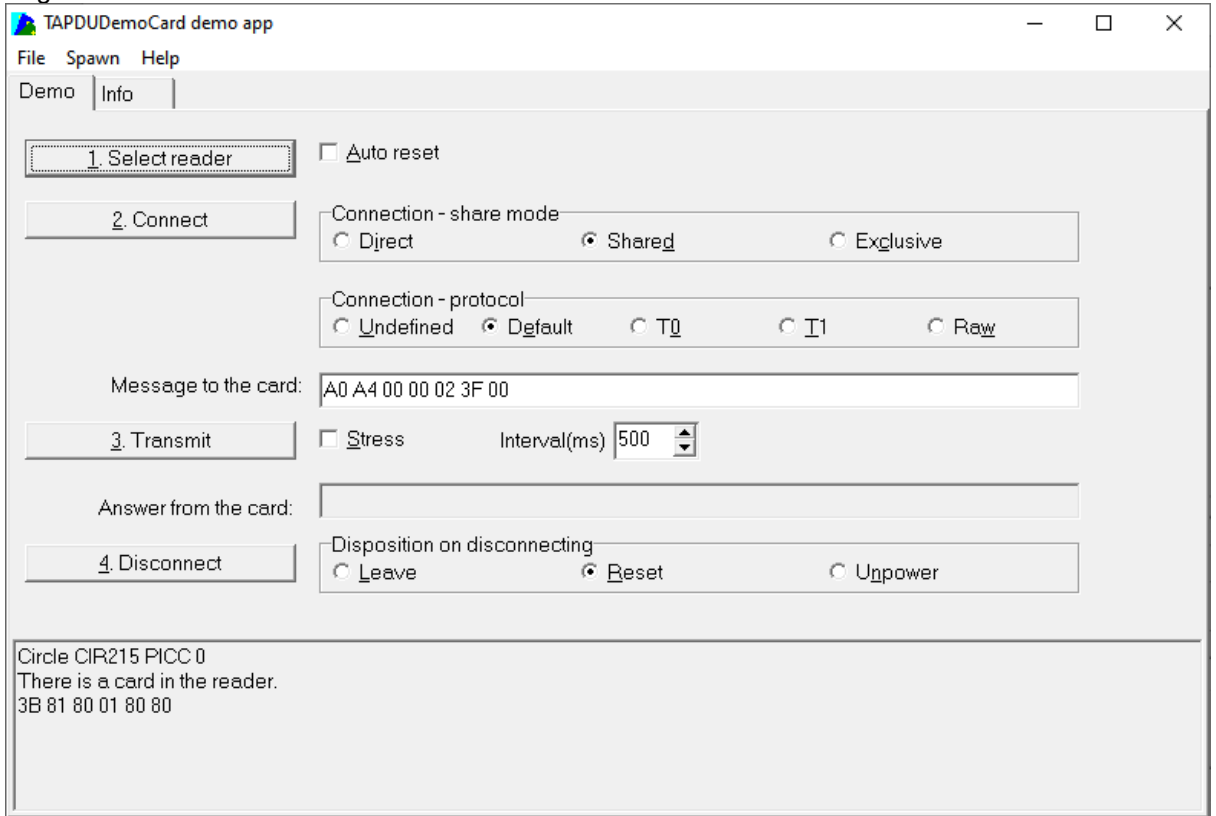 TAPDUDemoCard demo app
File Spawn Help
Demo Info
1. Select reader Auto reset
2. Connect
Connection - share mode
Direct Shared Exclusive
Connection - protocol
Undefined Default T0 T1 Raw
Message to the card: A0 A4 00 00 02 3F 00
3. Transmit Stress Interval(ms) 500
Answer from the card:
4. Disconnect
Disposition on disconnecting
Leave Reset Unpower
Circle CIR215 PICC 0
There is a card in the reader.
3B 81 80 01 80 80